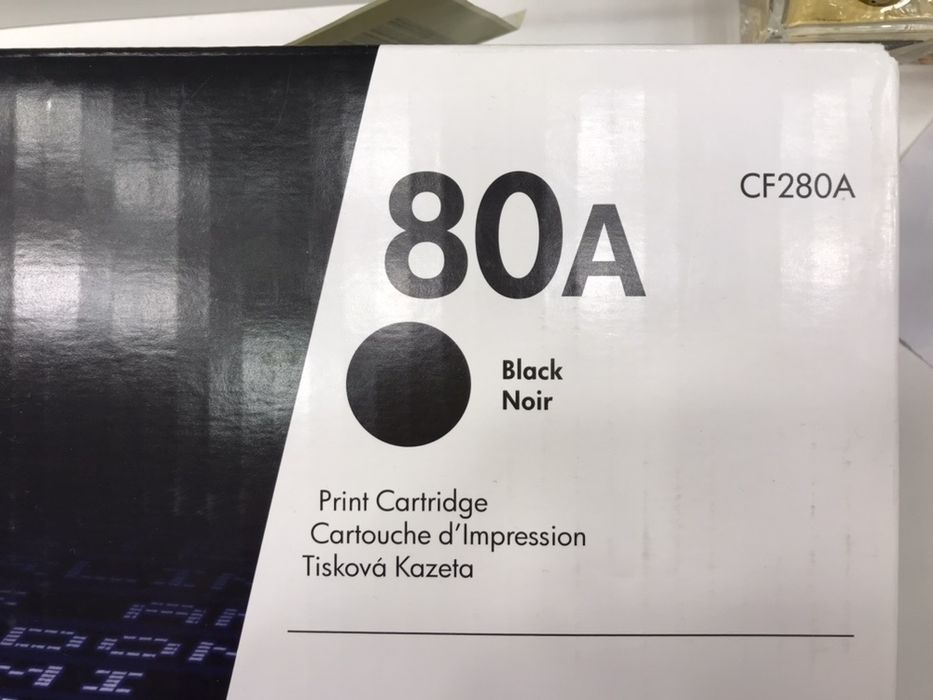 80A
CF280A
Black
Noir
Print Cartridge
Cartouche d'Impression
Tisková Kazeta